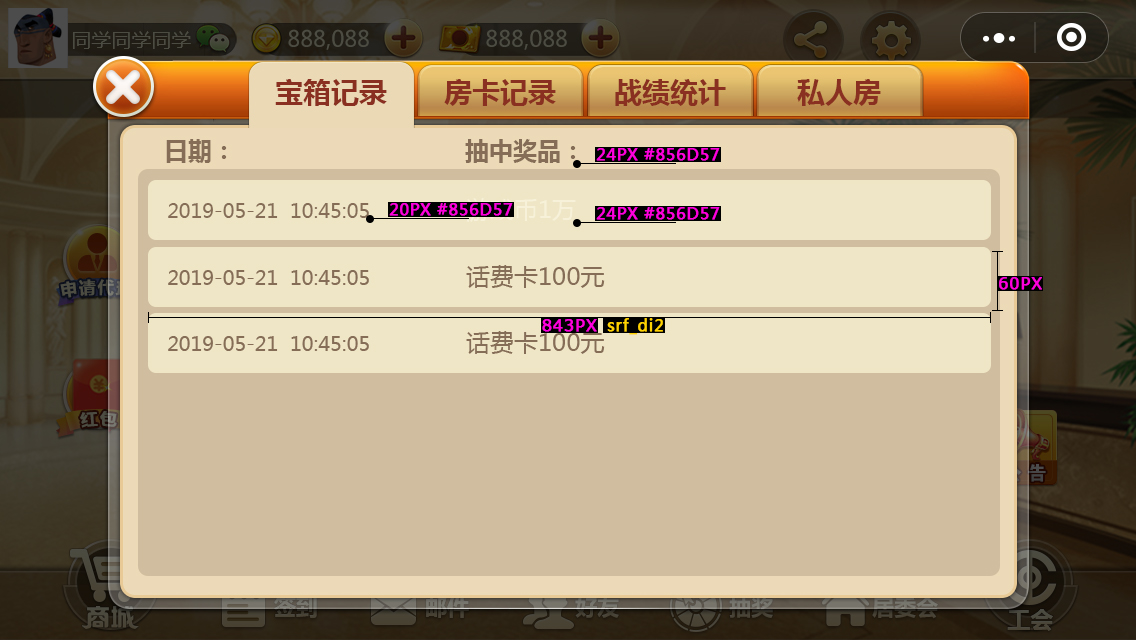 同学同学同学 888,088 888,088
宝箱记录 房卡记录 战绩统计 私人房
日期： 抽中奖品： 24PX #856D57
2019-05-21 10:45:05 20PX #856D57 币1万 24PX #856D57
申请代
2019-05-21 10:45:05 话费卡100元 60PX
843PX srf_di2
2019-05-21 10:45:05 话费卡100元
红包
告
商城 签到 邮件 好友 抽奖 居委会 工会